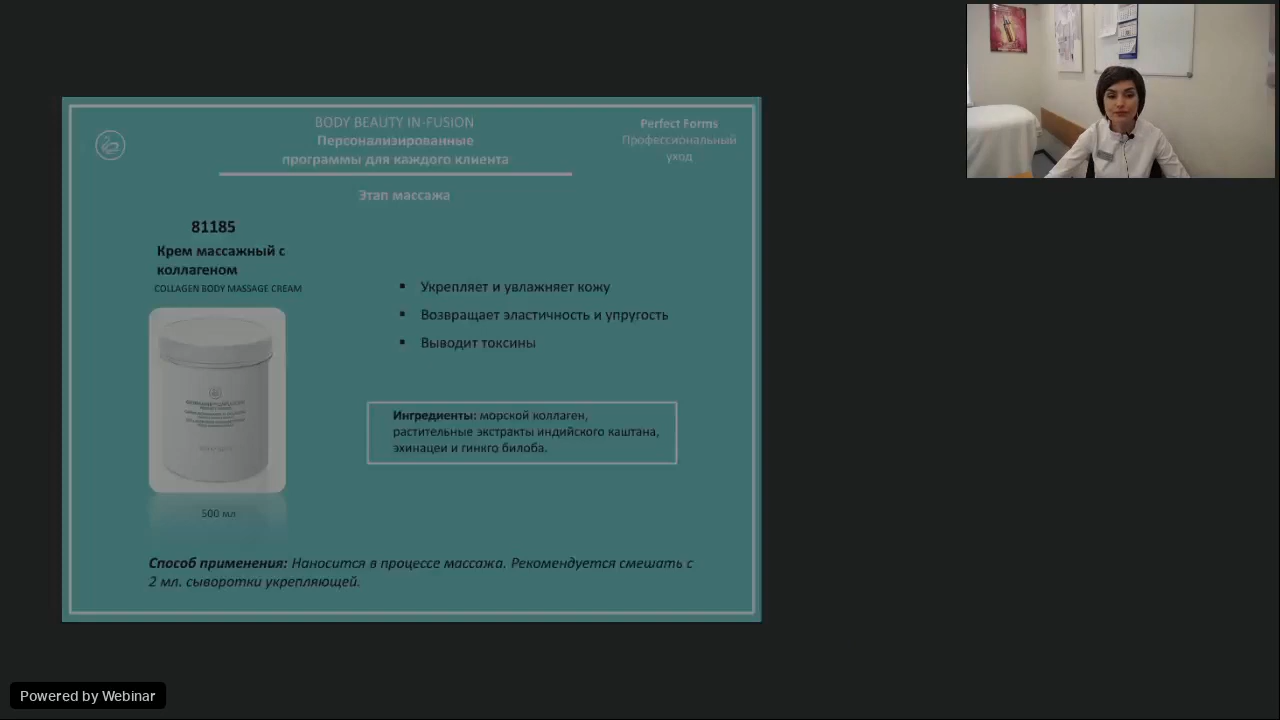 BODY BEAUTY IN-FUSION
Персонализированные
программы для каждого клиента
Perfect Forms
Профессиональный
уход
Этап массажа
81185
Крем массажный с
коллагеном
COLLAGEN BODY MASSAGE CREAM
▪ Укрепляет и увлажняет кожу
▪ Возвращает эластичность и упругость
▪ Выводит токсины
Ингредиенты: морской коллаген,
растительные экстракты индийского каштана,
эхинацеи и гинкго билоба.
500 мл
Способ применения: Наносится в процессе массажа. Рекомендуется смешать с
2 мл. сыворотки укрепляющей.
Powered by Webinar